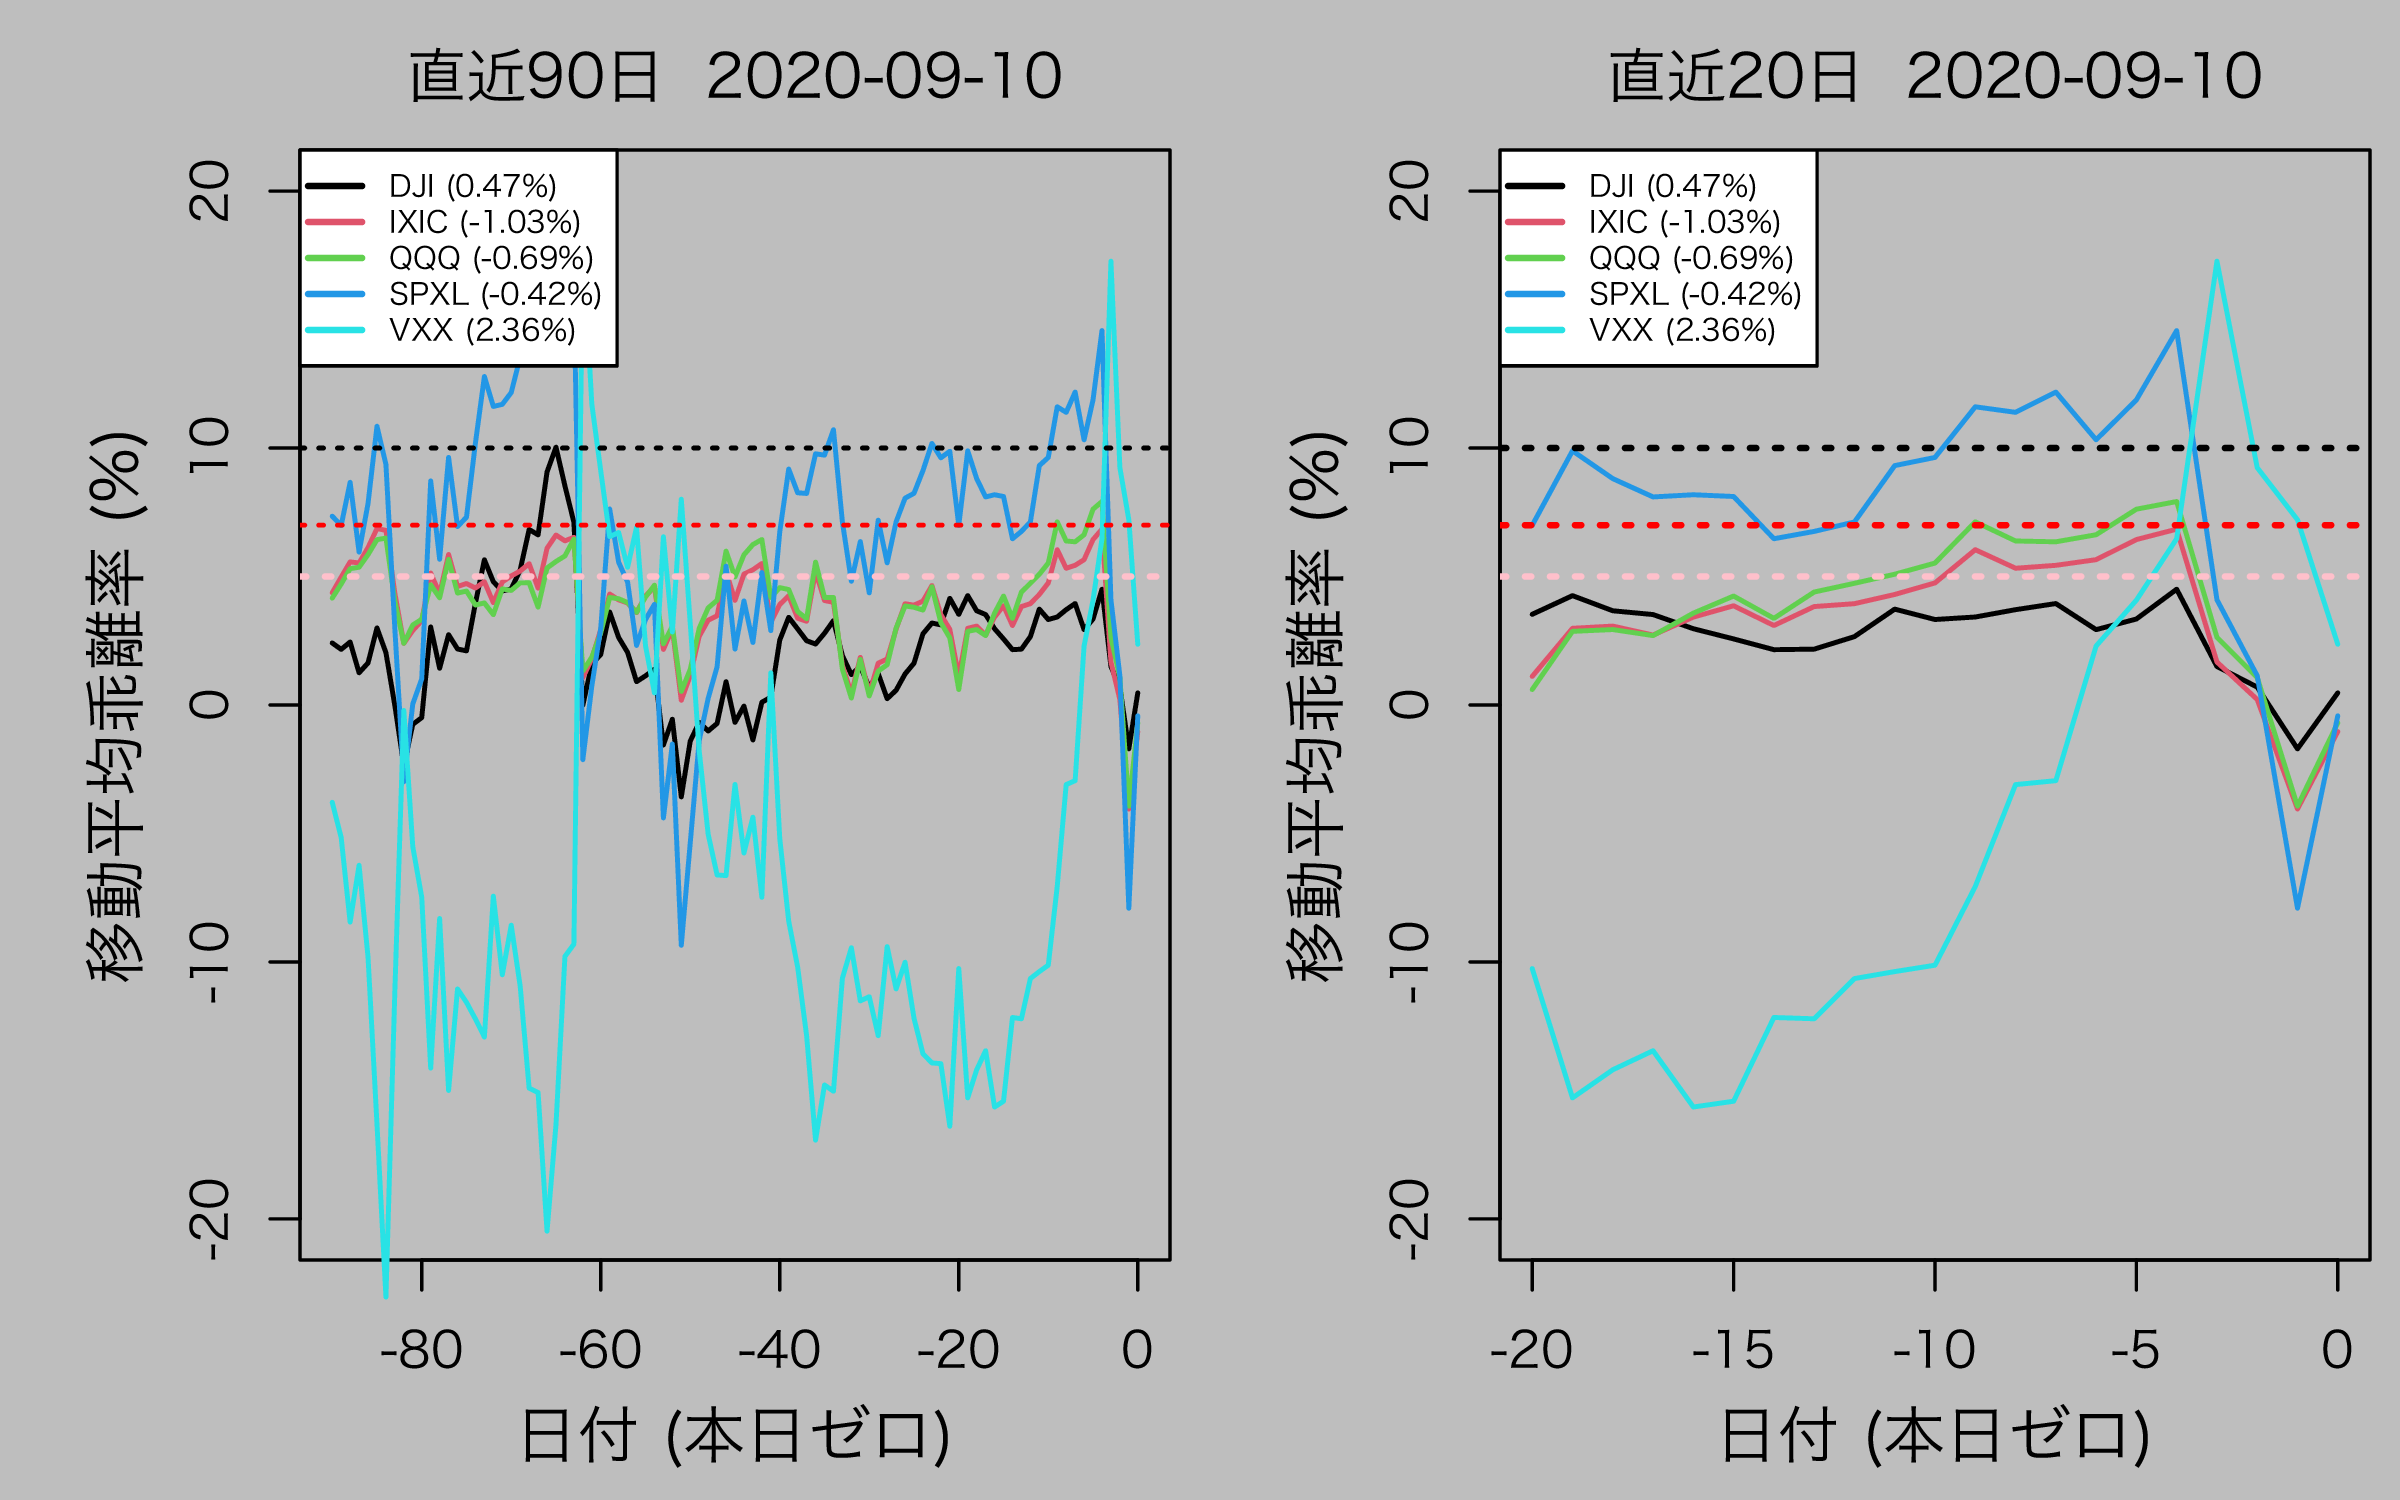 直近90日 2020-09-10
DJI (0.47%)
IXIC (-1.03%)
QQQ (-0.69%)
SPXL (-0.42%)
VXX (2.36%)
移動平均乖離率 (%)
20
10
0
-10
-20
-80 -60 -40 -20 0
日付 (本日ゼロ)
直近20日 2020-09-10
DJI (0.47%)
IXIC (-1.03%)
QQQ (-0.69%)
SPXL (-0.42%)
VXX (2.36%)
移動平均乖離率 (%)
20
10
0
-10
-20
-20 -15 -10 -5 0
日付 (本日ゼロ)